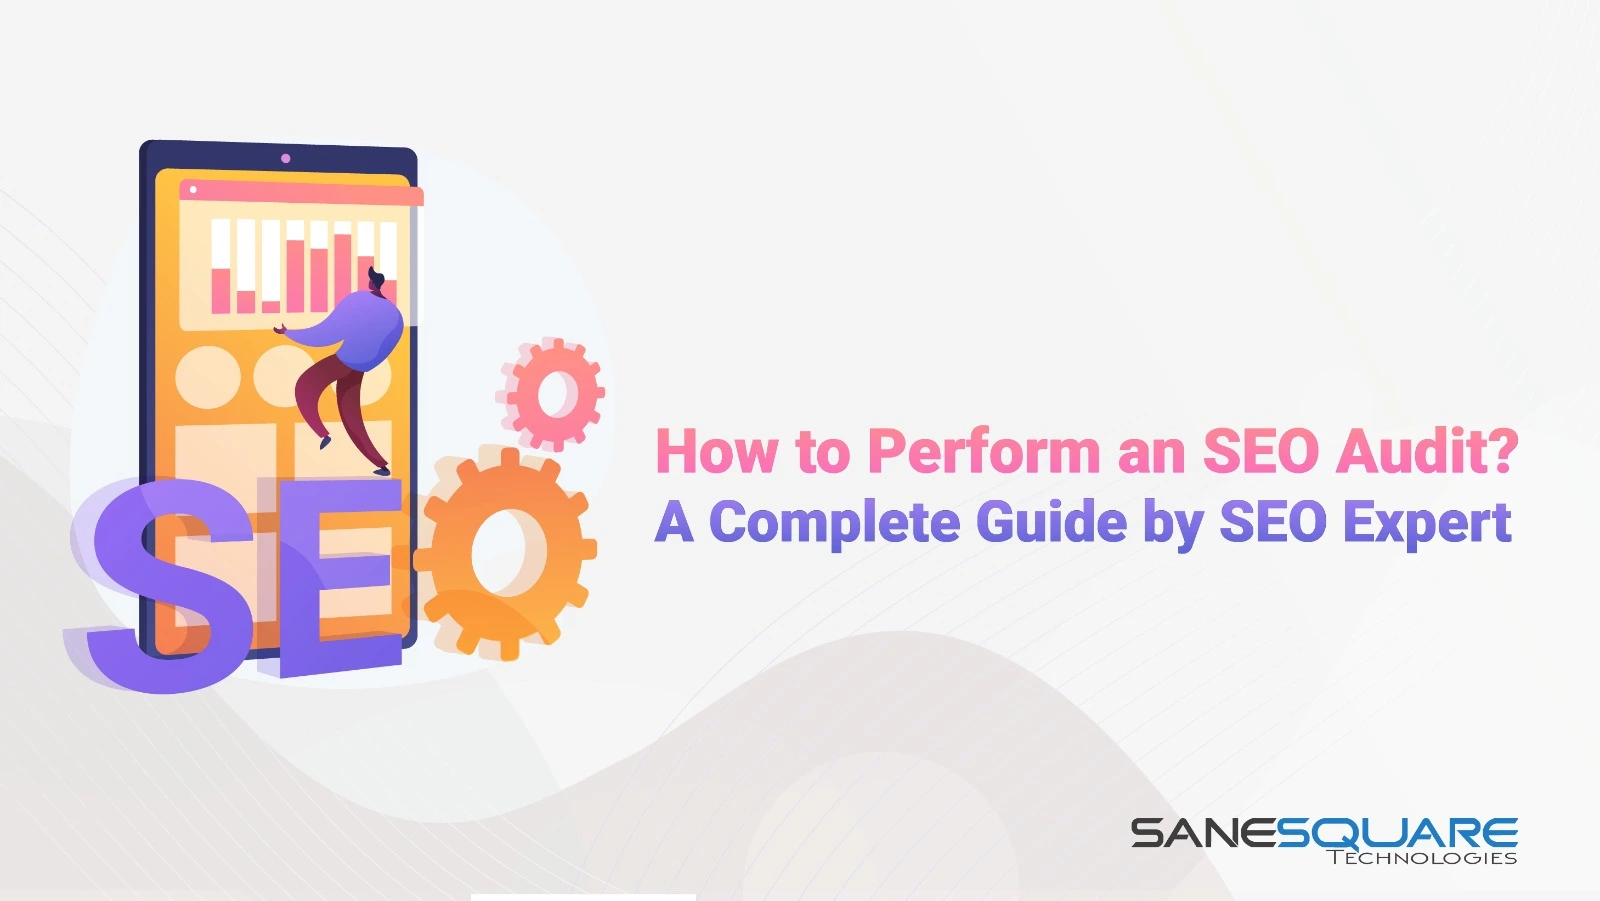 How to Perform an SEO Audit?
A Complete Guide by SEO Expert
SEO
SANESQUARE
TECHNOLOGIES